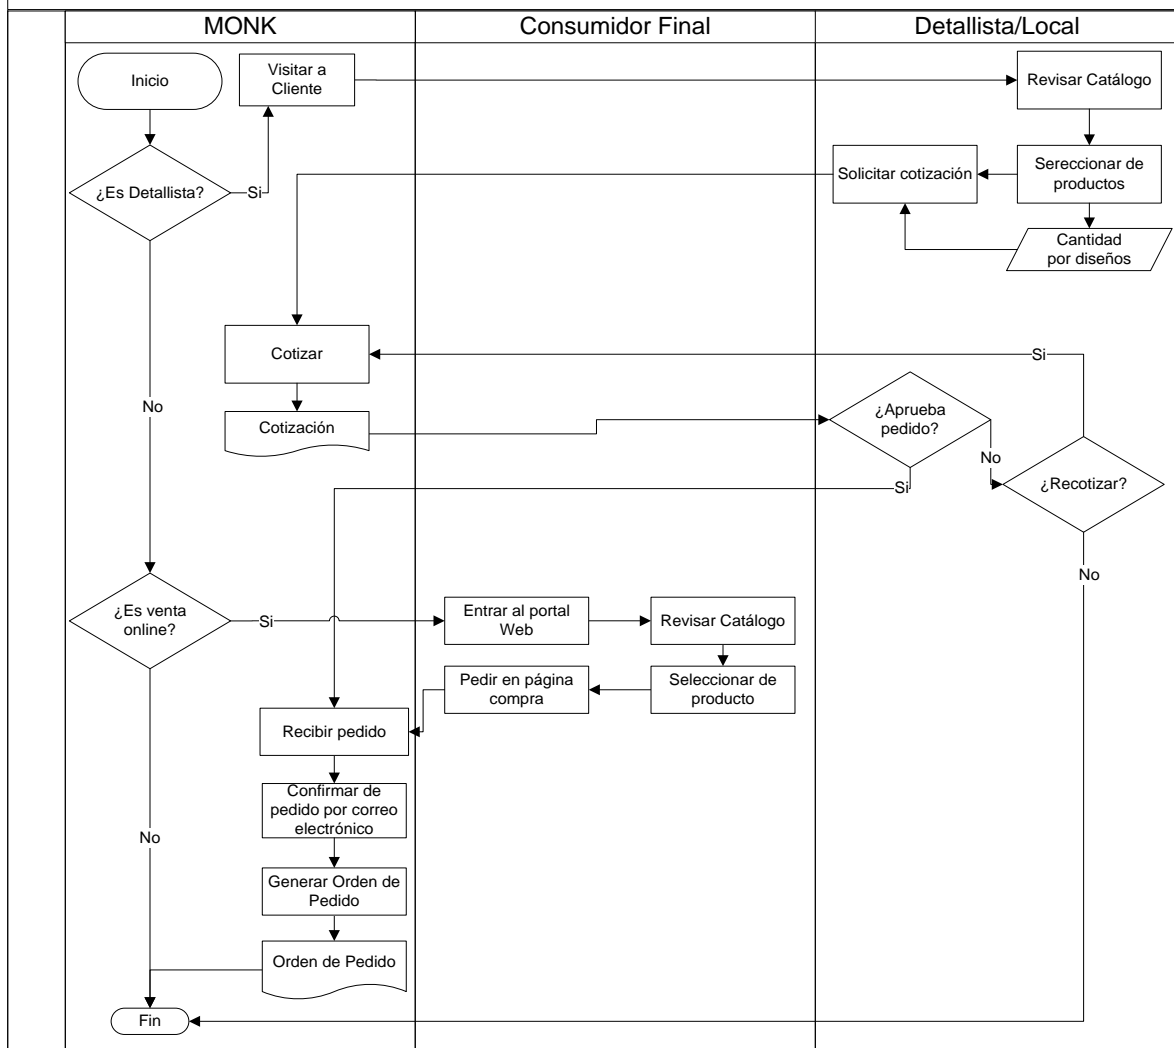 MONK
Consumidor Final
Detallista/Local
Inicio
Visitar a
Cliente
Revisar Catálogo
¿Es Detallista?
Si
Solicitar cotización
Sereccionar de
productos
Cantidad
por diseños
Cotizar
Si
No
Cotización
¿Aprueba
pedido?
No
¿Recotizar?
Si
No
¿Es venta
online?
Si
Entrar al portal
Web
Revisar Catálogo
Pedir en página
compra
Seleccionar de
producto
Recibir pedido
Confirmar de
pedido por correo
electrónico
No
Generar Orden de
Pedido
Orden de Pedido
Fin